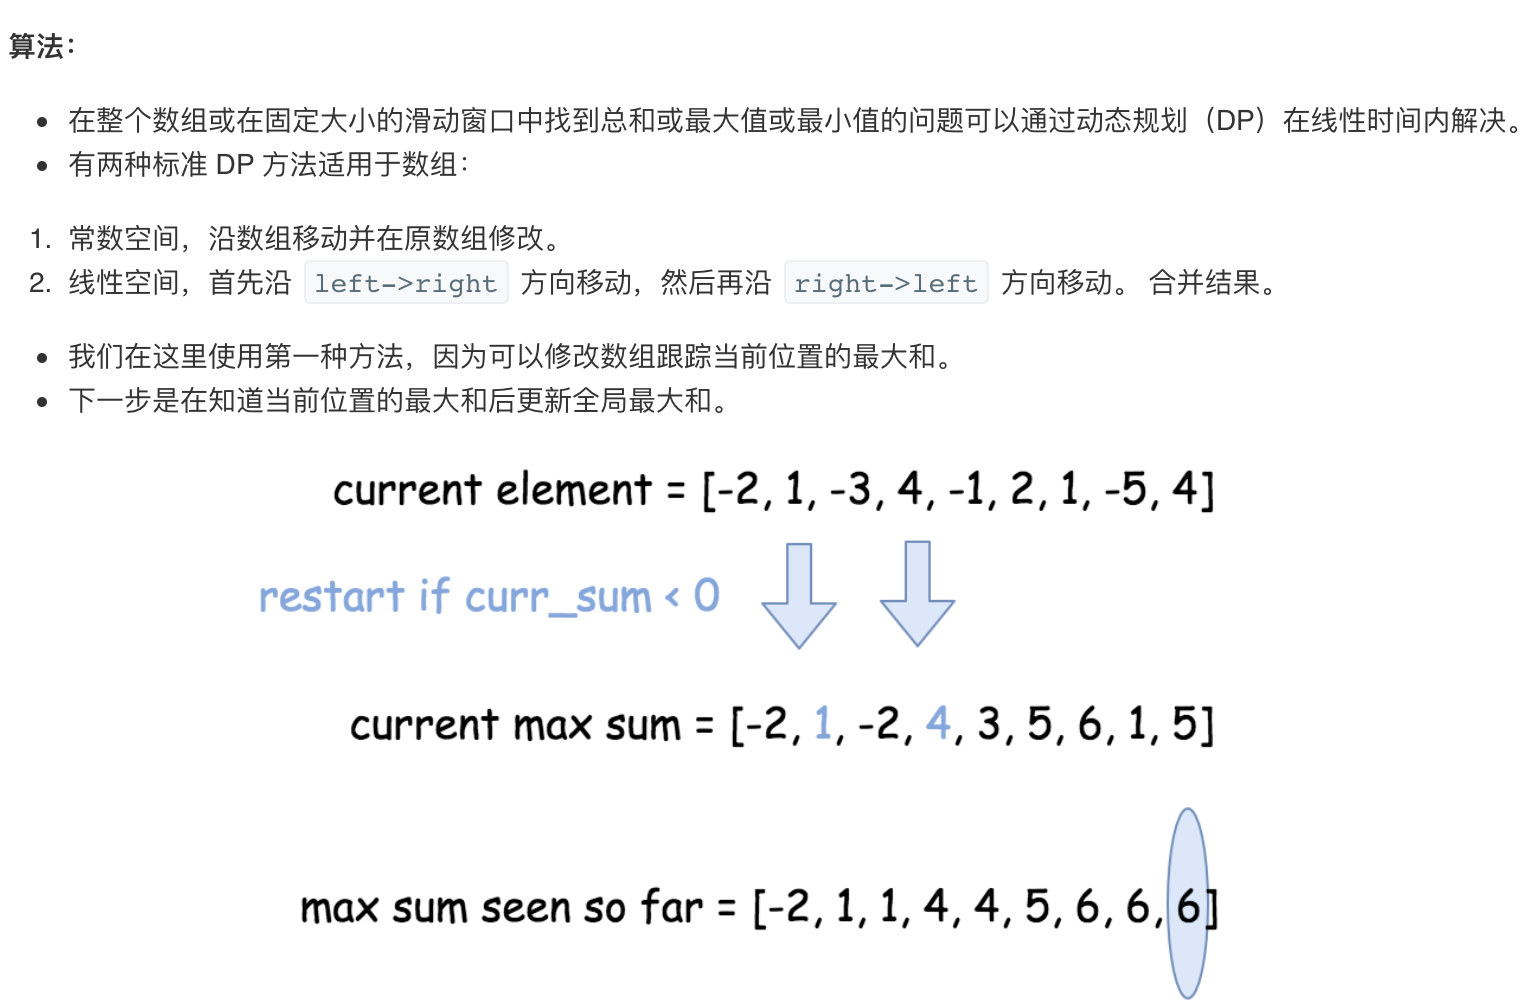 算法：
• 在整个数组或在固定大小的滑动窗口中找到总和或最大值或最小值的问题可以通过动态规划（DP）在线性时间内解决。
• 有两种标准 DP 方法适用于数组：
1. 常数空间，沿数组移动并在原数组修改。
2. 线性空间，首先沿 left->right 方向移动，然后再沿 right->left 方向移动。 合并结果。
• 我们在这里使用第一种方法，因为可以修改数组跟踪当前位置的最大和。
• 下一步是在知道当前位置的最大和后更新全局最大和。
current element = [-2, 1, -3, 4, -1, 2, 1, -5, 4]
restart if curr_sum < 0
current max sum = [-2, 1, -2, 4, 3, 5, 6, 1, 5]
max sum seen so far = [-2, 1, 1, 4, 4, 5, 6, 6, 6]